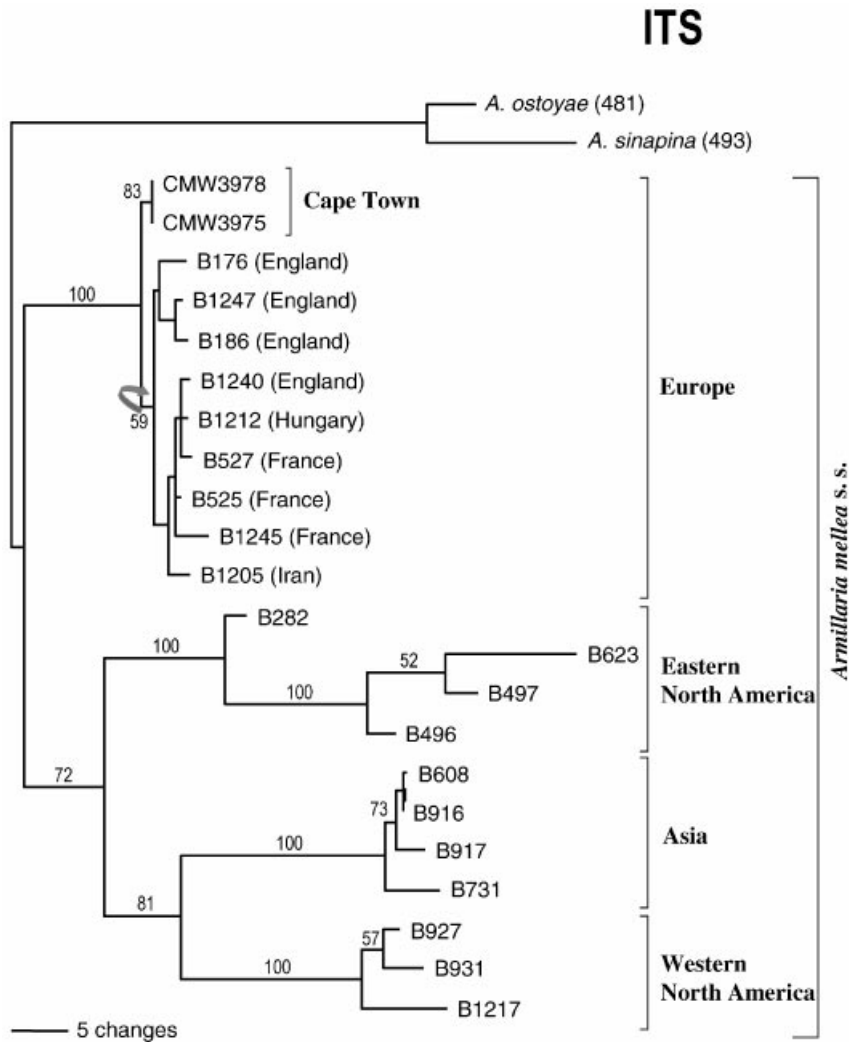 ITS
A. ostoyae (481)
A. sinapina (493)
83
CMW3978
CMW3975
Cape Town
B176 (England)
100
B1247 (England)
B186 (England)
B1240 (England)
Europe
59
B1212 (Hungary)
B527 (France)
B525 (France)
B1245 (France)
B1205 (Iran)
Armillaria mellea s. s.
B282
100
52
B623
Eastern
North America
B497
100
B496
72
B608
73
B916
Asia
100
B917
B731
81
B927
57
B931
Western
North America
100
B1217
5 changes